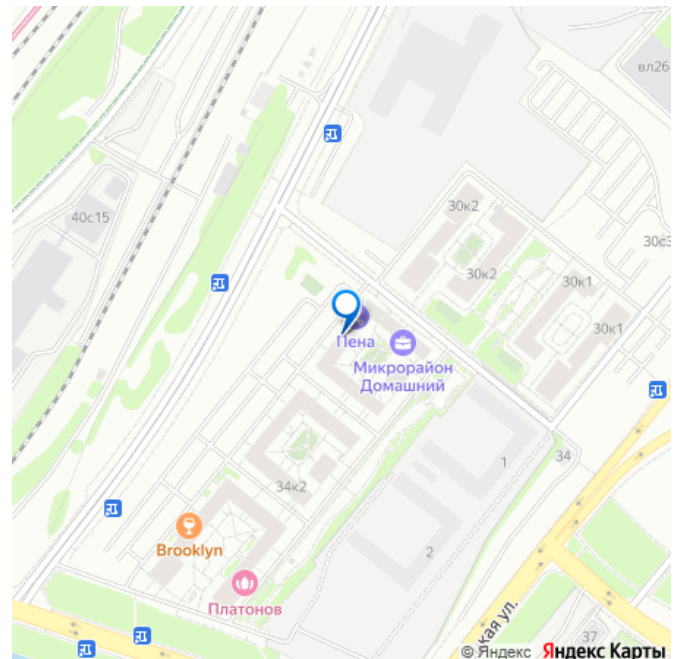 вл26
40с15
30к2
30с3
30к2
30к1
30к1
Пена
Микрорайон
Домашний
34
1
34к2
2
Brooklyn
Платонов
кая ул.
37
© Яндекс Яндекс Карты